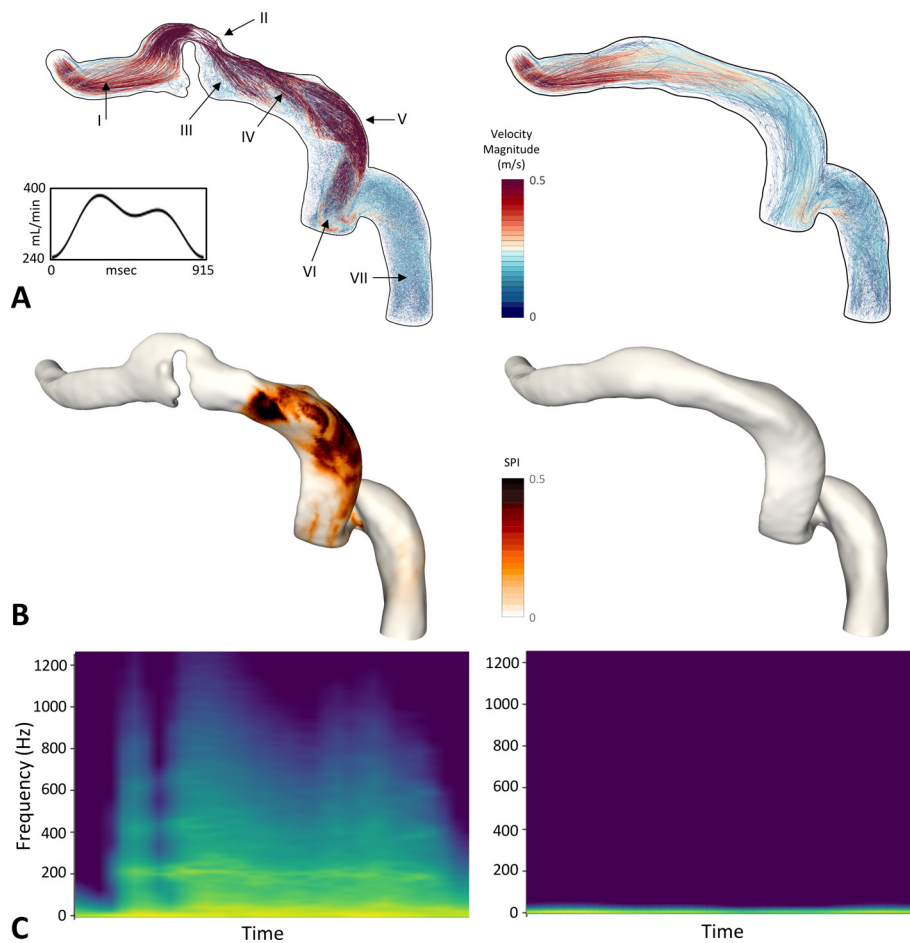 II
I
III
IV
V
Velocity
Magnitude
(m/s)
0.5
0
400
mL/min
240
0
msec
915
VI
VII
A
SPI
0.5
0
B
1200
1000
800
600
400
200
0
Frequency (Hz)
Time
1200
1000
800
600
400
200
0
Time
C